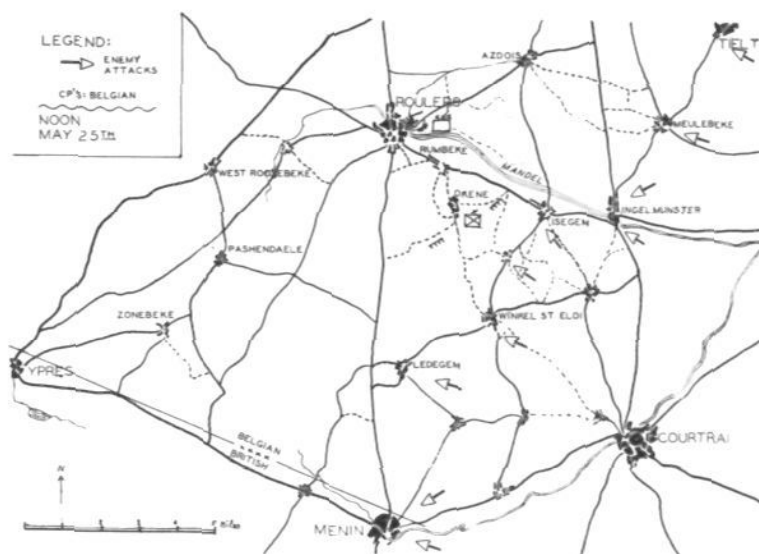 LEGEND:
ENEMY
ATTACKS
CP'S: BELGIAN
NOON
MAY 25TH
TIELT
AZDOIS
ROULERS
MEULEBEKE
RUMBEKE
MANDEL
WEST ROOSEBEKE
OKENE
ISEGEM
INGELMUNSTER
PASHENDAELE
ZONEBEKE
WINKEL ST ELOI
YPRES
LEDEGEM
COURTRAI
BELGIAN
BRITISH
N
MENIN